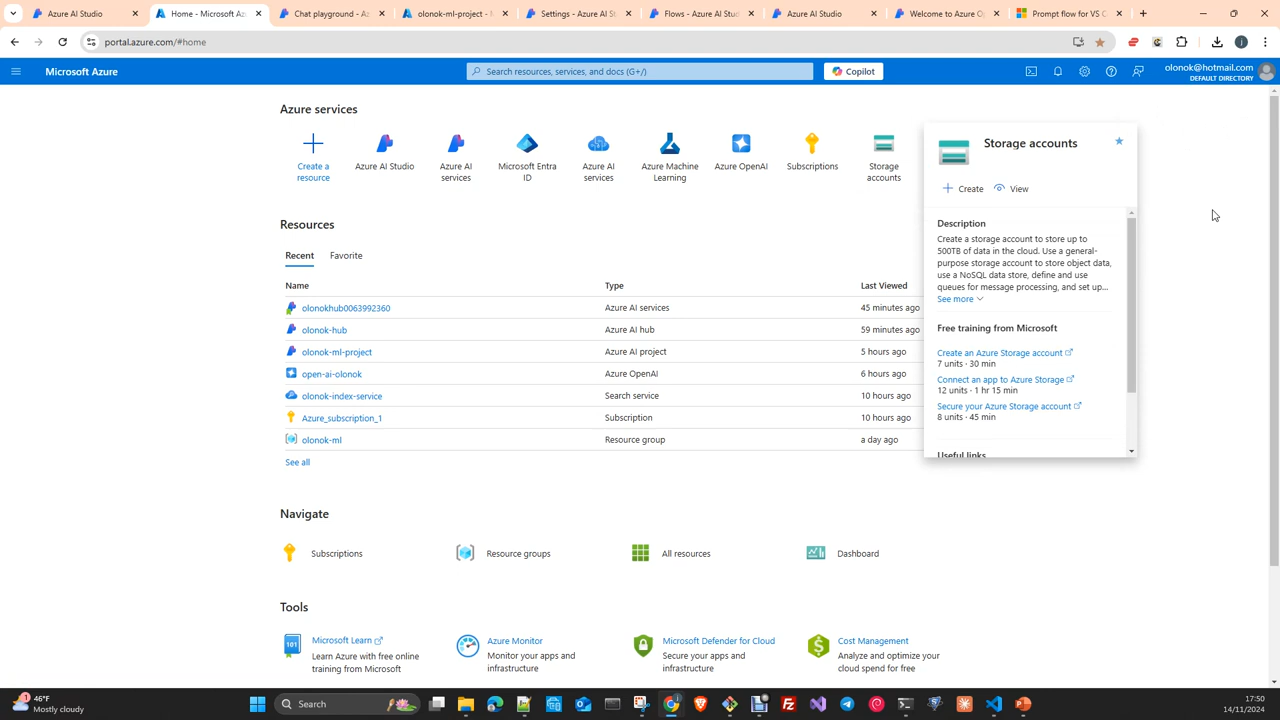 Azure AI Studio
Home - Microsoft Az
Chat playground - Az
olonok-ml-project - M
Settings - Azure AI St
Flows - Azure AI Stud
Azure AI Studio
Welcome to Azure Op
Prompt flow for VS C
portal.azure.com/#home
Microsoft Azure
Search resources, services, and docs (G+/)
Copilot
olonok@hotmail.com
DEFAULT DIRECTORY
Azure services
Create a
resource
Azure AI Studio
Azure AI
services
Microsoft Entra
ID
Azure AI
services
Azure Machine
Learning
Azure OpenAI
Subscriptions
Storage
accounts
Storage accounts
Create
View
Description
Create a storage account to store up to
500TB of data in the cloud. Use a general-
purpose storage account to store object data,
use a NoSQL data store, define and use
queues for message processing, and set up...
See more
Free training from Microsoft
Create an Azure Storage account
7 units · 30 min
Connect an app to Azure Storage
12 units · 1 hr 15 min
Secure your Azure Storage account
8 units · 45 min
Useful links
Resources
Recent
Favorite
Name
Type
Last Viewed
olonokhub0063992360
Azure AI services
45 minutes ago
olonok-hub
Azure AI hub
59 minutes ago
olonok-ml-project
Azure AI project
5 hours ago
open-ai-olonok
Azure OpenAI
6 hours ago
olonok-index-service
Search service
10 hours ago
Azure_subscription_1
Subscription
10 hours ago
olonok-ml
Resource group
a day ago
See all
Navigate
Subscriptions
Resource groups
All resources
Dashboard
Tools
Microsoft Learn
Learn Azure with free online
training from Microsoft
Azure Monitor
Monitor your apps and
infrastructure
Microsoft Defender for Cloud
Secure your apps and
infrastructure
Cost Management
Analyze and optimize your
cloud spend for free
1
46°F
Mostly cloudy
Search
17:50
14/11/2024